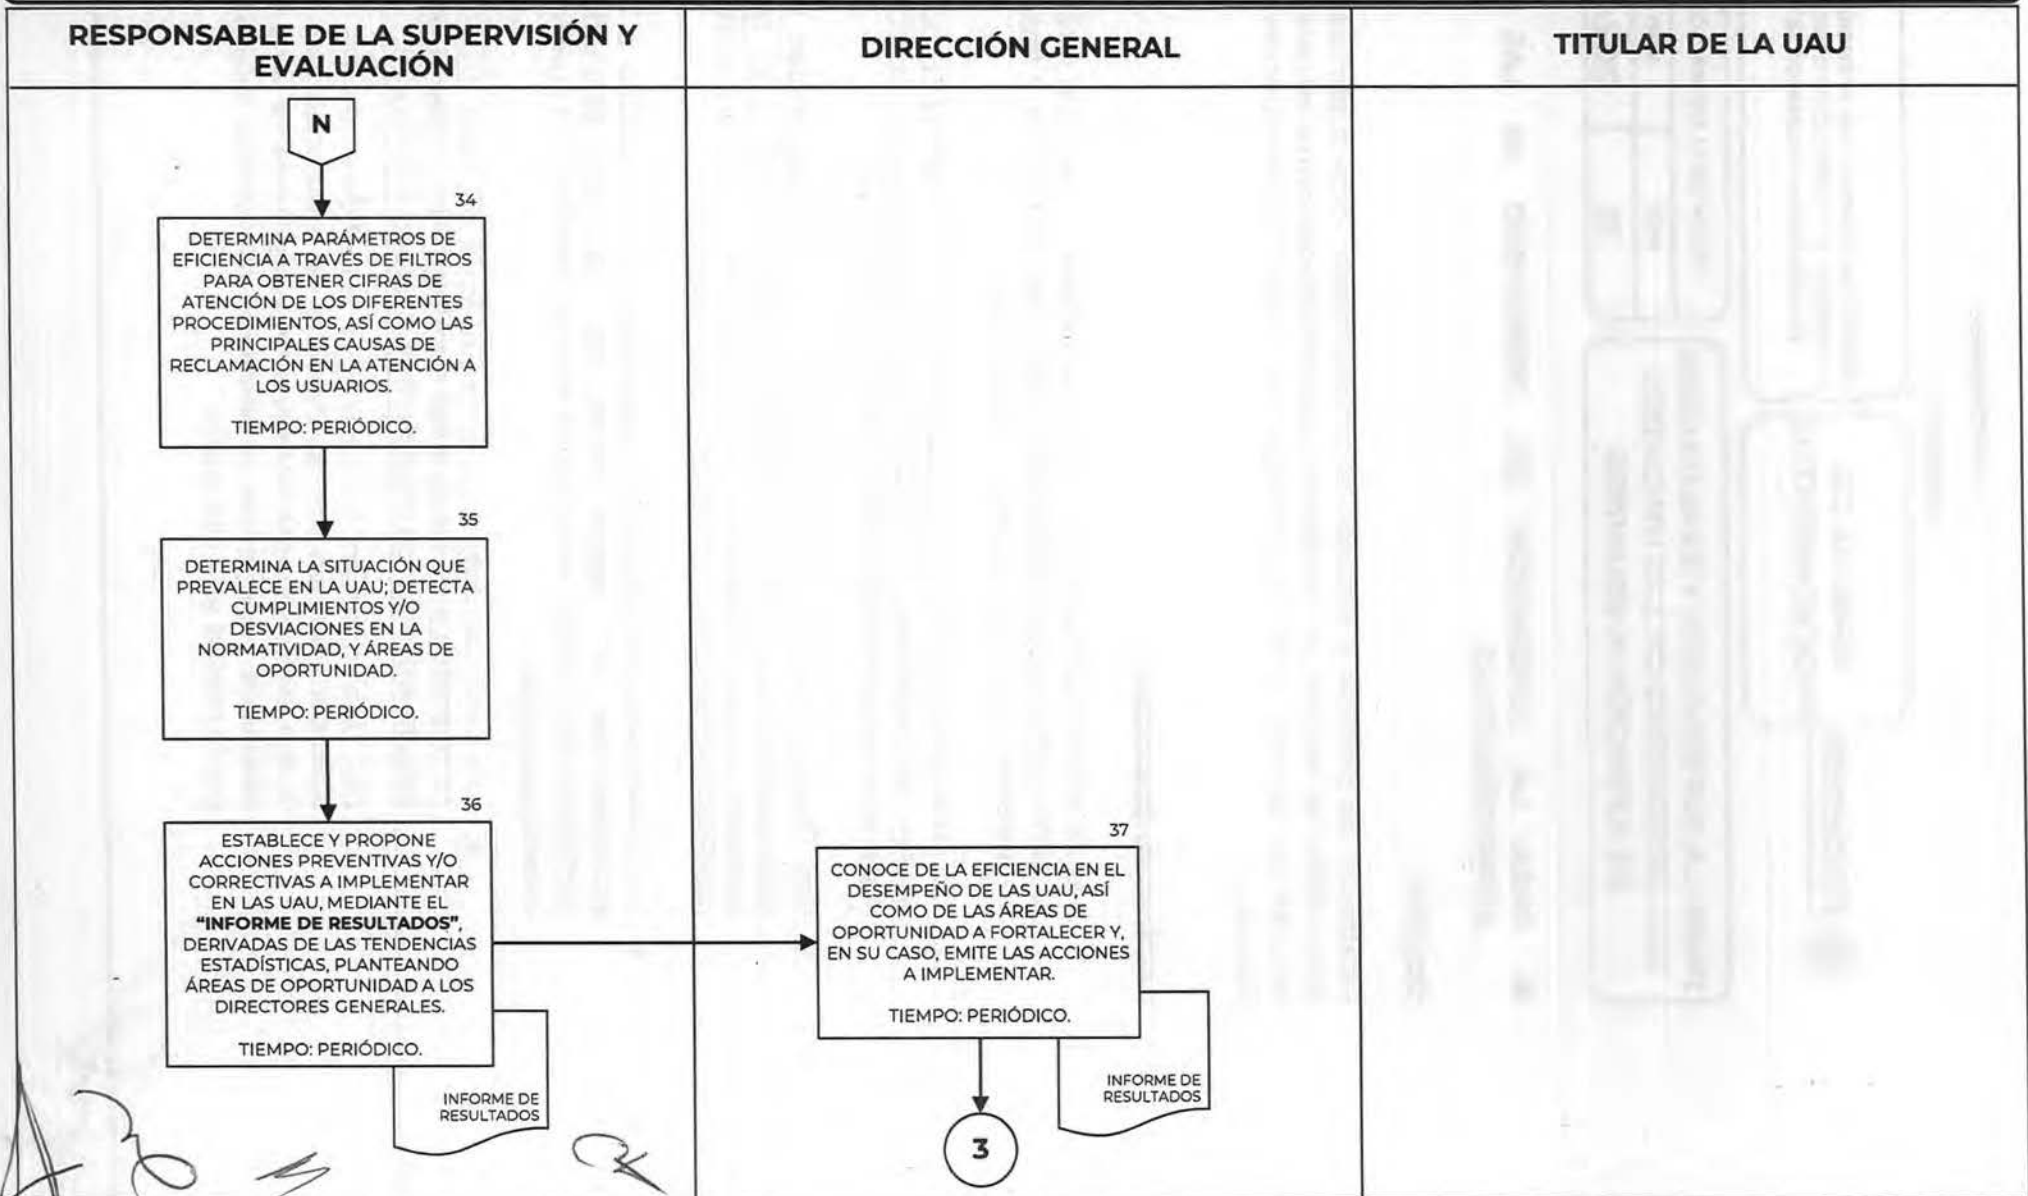 RESPONSABLE DE LA SUPERVISIÓN Y
EVALUACIÓN
DIRECCIÓN GENERAL
TITULAR DE LA UAU
N
34
DETERMINA PARÁMETROS DE
EFICIENCIA A TRAVÉS DE FILTROS
PARA OBTENER CIFRAS DE
ATENCIÓN DE LOS DIFERENTES
PROCEDIMIENTOS, ASÍ COMO LAS
PRINCIPALES CAUSAS DE
RECLAMACIÓN EN LA ATENCIÓN A
LOS USUARIOS.
TIEMPO: PERIÓDICO.
35
DETERMINA LA SITUACIÓN QUE
PREVALECE EN LA UAU; DETECTA
CUMPLIMIENTOS Y/O
DESVIACIONES EN LA
NORMATIVIDAD, Y ÁREAS DE
OPORTUNIDAD.
TIEMPO: PERIÓDICO.
36
ESTABLECE Y PROPONE
ACCIONES PREVENTIVAS Y/O
CORRECTIVAS A IMPLEMENTAR
EN LAS UAU, MEDIANTE EL
“INFORME DE RESULTADOS”,
DERIVADAS DE LAS TENDENCIAS
ESTADÍSTICAS, PLANTEANDO
ÁREAS DE OPORTUNIDAD A LOS
DIRECTORES GENERALES.
TIEMPO: PERIÓDICO.
INFORME DE
RESULTADOS
37
CONOCE DE LA EFICIENCIA EN EL
DESEMPEÑO DE LAS UAU, ASÍ
COMO DE LAS ÁREAS DE
OPORTUNIDAD A FORTALECER Y,
EN SU CASO, EMITE LAS ACCIONES
A IMPLEMENTAR.
TIEMPO: PERIÓDICO.
INFORME DE
RESULTADOS
3